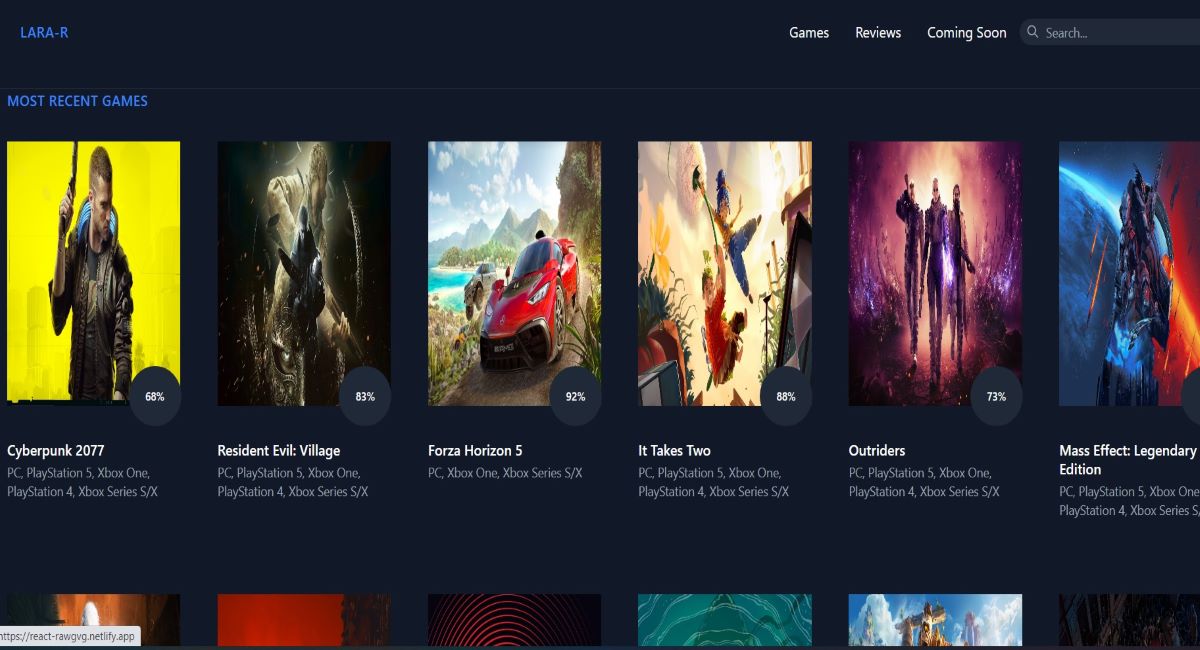 LARA-R
Games
Reviews
Coming Soon
Search...
MOST RECENT GAMES
68%
83%
92%
88%
73%
Cyberpunk 2077
PC, PlayStation 5, Xbox One,
PlayStation 4, Xbox Series S/X
Resident Evil: Village
PC, PlayStation 5, Xbox One,
PlayStation 4, Xbox Series S/X
Forza Horizon 5
PC, Xbox One, Xbox Series S/X
It Takes Two
PC, PlayStation 5, Xbox One,
PlayStation 4, Xbox Series S/X
Outriders
PC, PlayStation 5, Xbox One,
PlayStation 4, Xbox Series S/X
Mass Effect: Legendary
Edition
PC, PlayStation 5, Xbox One
PlayStation 4, Xbox Series S/
https://react-rawgvg.netlify.app